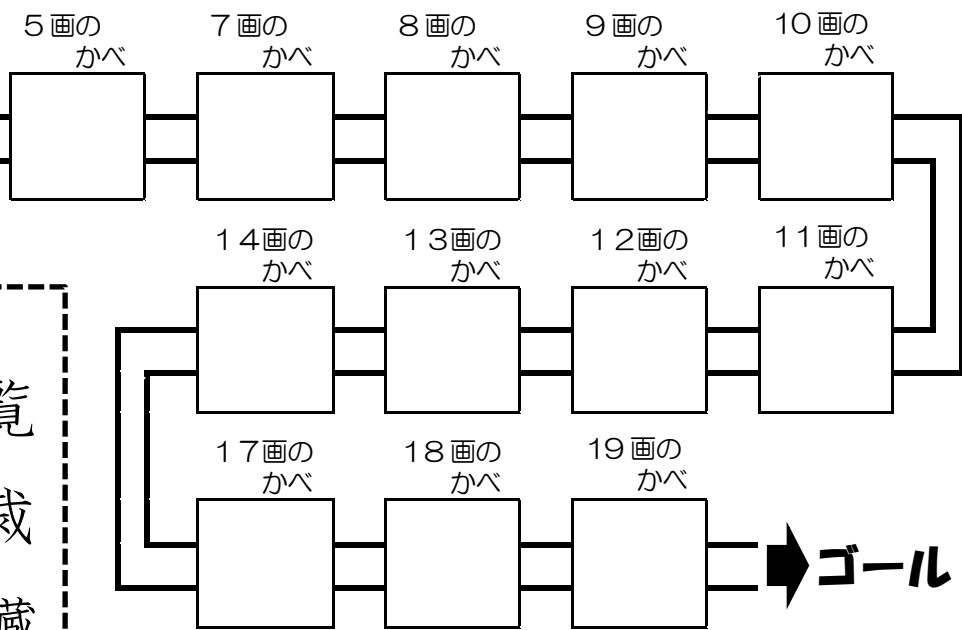 5画の
かべ
7画の
かべ
8画の
かべ
9画の
かべ
10画の
かべ
14画の
かべ
13画の
かべ
12画の
かべ
11画の
かべ
17画の
かべ
18画の
かべ
19画の
かべ
ゴール
覧
裁
蔵